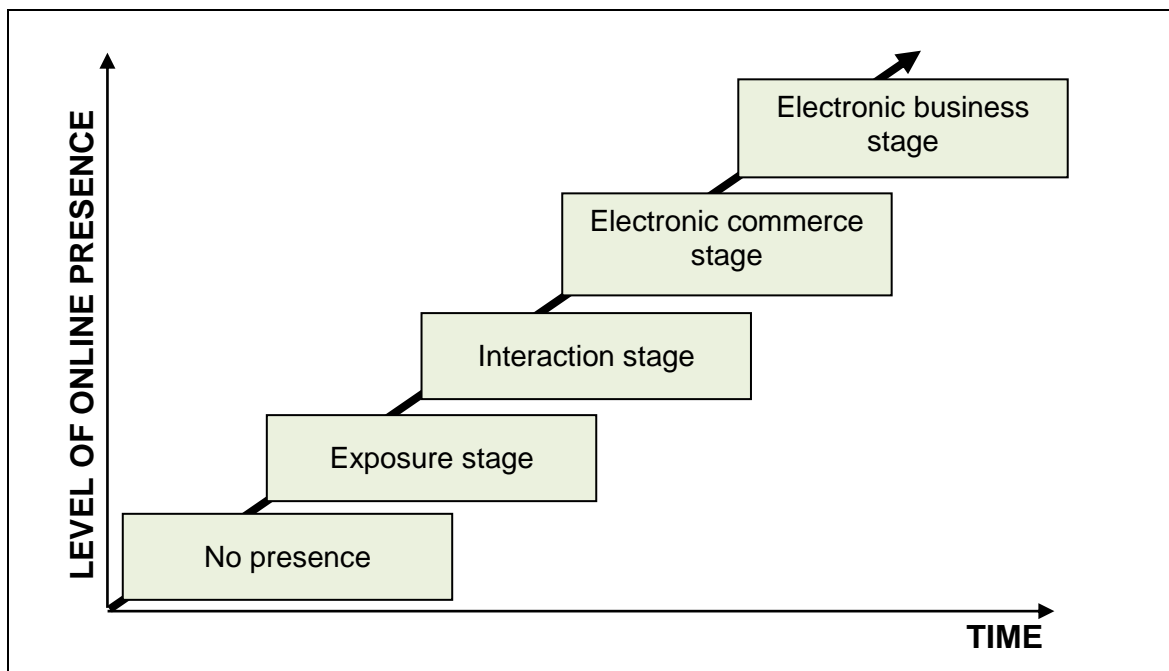 LEVEL OF ONLINE PRESENCE
Electronic business
stage
Electronic commerce
stage
Interaction stage
Exposure stage
No presence
TIME